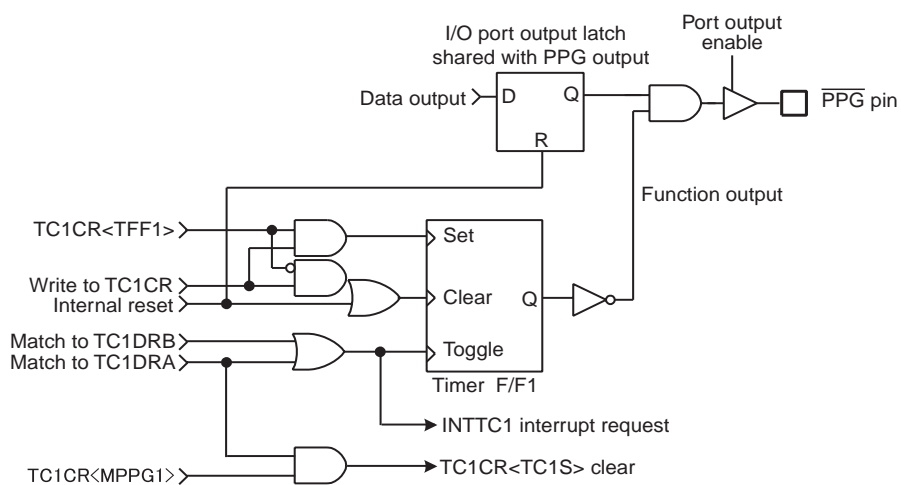 I/O port output latch
shared with PPG output
Port output
enable
Data output
D
Q
R
PPG pin
Function output
TC1CR<TFF1>
Set
Write to TC1CR
Internal reset
Clear
Q
Match to TC1DRB
Match to TC1DRA
Toggle
Timer F/F1
INTTC1 interrupt request
TC1CR<MPPG1>
TC1CR<TC1S> clear